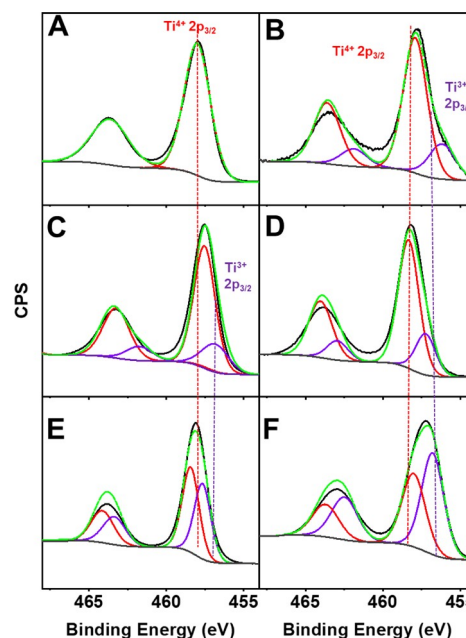 A
Ti⁴⁺ 2p₃/₂
B
Ti⁴⁺ 2p₃/₂
Ti³⁺
C
Ti³⁺
2p₃/₂
D
CPS
E
F
465 460 455
465 460
Binding Energy (eV)
Binding Energy (eV)